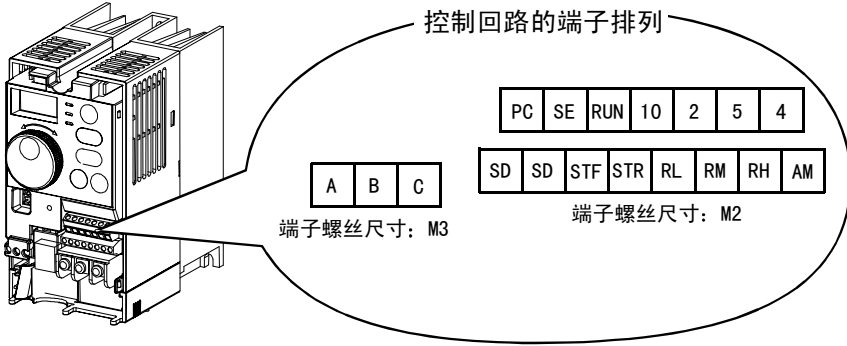 控制回路的端子排列
PC SE RUN 10 2 5 4
SD SD STF STR RL RM RH AM
端子螺丝尺寸：M2
A B C
端子螺丝尺寸：M3